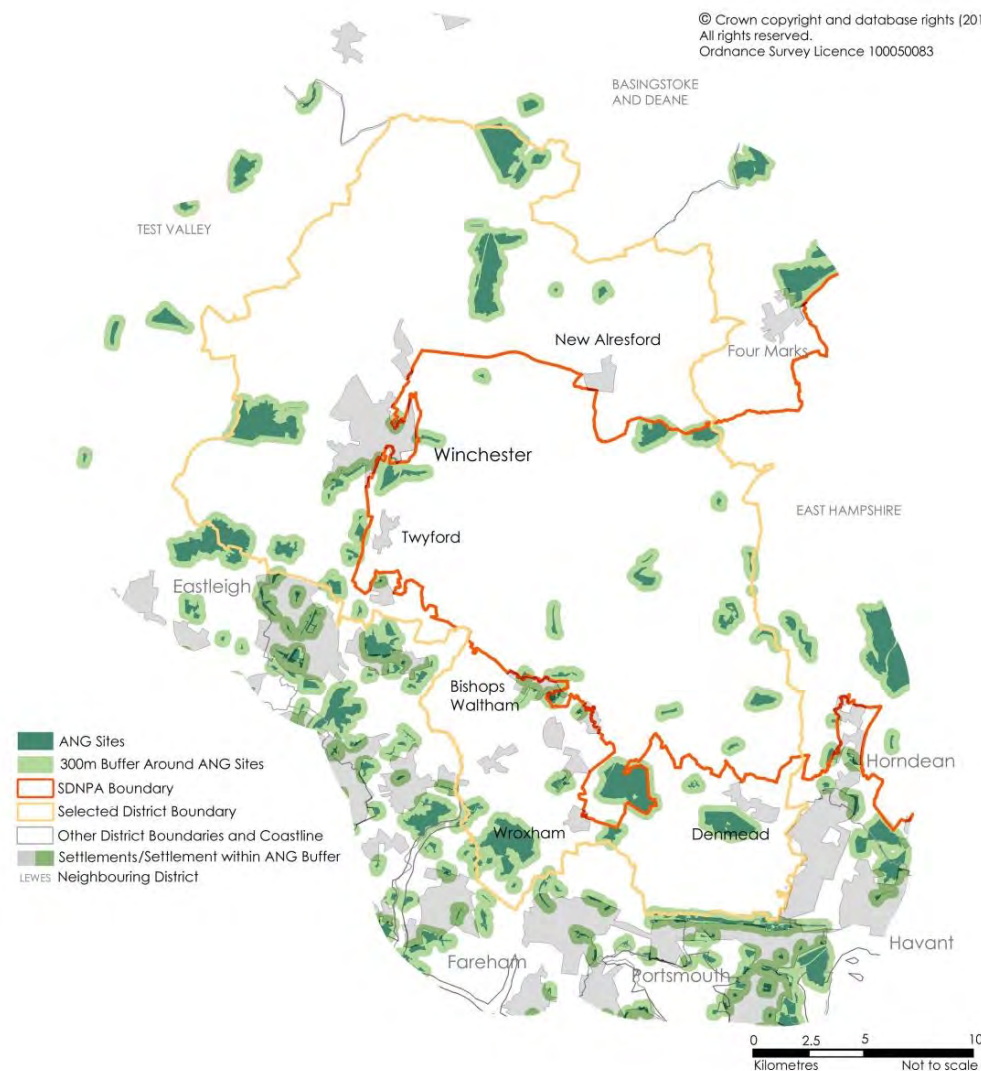 © Crown copyright and database rights (201
All rights reserved.
Ordnance Survey Licence 100050083
BASINGSTOKE
AND DEANE
TEST VALLEY
New Alresford
Four Marks
Winchester
EAST HAMPSHIRE
Twyford
Eastleigh
Bishops
Waltham
Horndean
Wroxham
Denmead
Havant
Fareham
Portsmouth
ANG Sites
300m Buffer Around ANG Sites
SDNPA Boundary
Selected District Boundary
Other District Boundaries and Coastline
Settlements/Settlement within ANG Buffer
LEWES Neighbouring District
0 2.5 5 10
Kilometres Not to scale